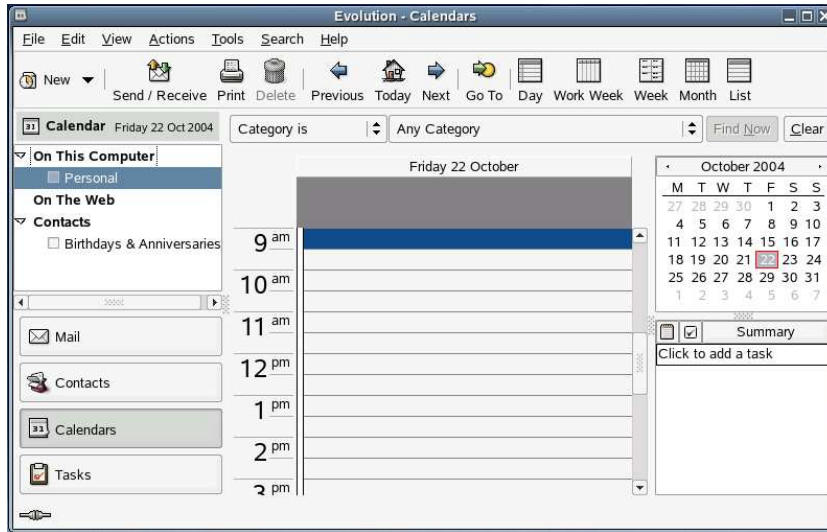 Evolution - Calendars
File Edit View Actions Tools Search Help
New Send / Receive Print Delete Previous Today Next Go To Day Work Week Week Month List
31 Calendar Friday 22 Oct 2004
Category is Any Category Find Now Clear
On This Computer
Personal
On The Web
Contacts
Birthdays & Anniversaries
Mail
Contacts
31 Calendars
Tasks
Friday 22 October
9 am
10 am
11 am
12 pm
1 pm
2 pm
3 pm
October 2004
M T W T F S S
27 28 29 30 1 2 3
4 5 6 7 8 9 10
11 12 13 14 15 16 17
18 19 20 21 22 23 24
25 26 27 28 29 30 31
1 2 3 4 5 6 7
Summary
Click to add a task